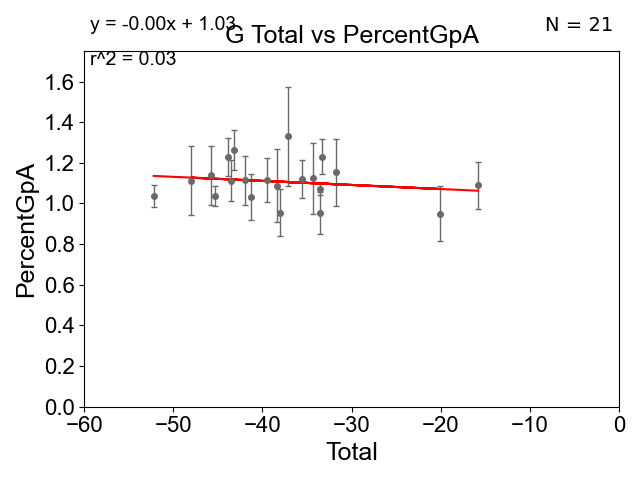 y = -0.00x + 1.03
G Total vs PercentGpA
N = 21
r^2 = 0.03
PercentGpA
1.6
1.4
1.2
1.0
0.8
0.6
0.4
0.2
0.0
−60 −50 −40 −30 −20 −10 0
Total